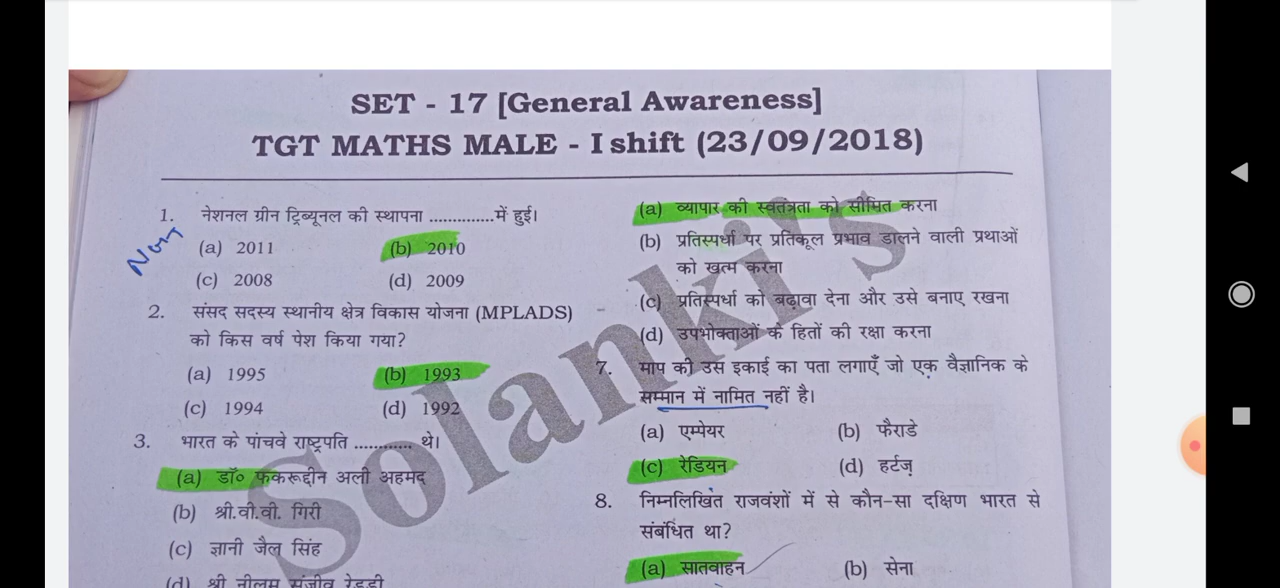 SET - 17 [General Awareness]
TGT MATHS MALE - I shift (23/09/2018)
1. नेशनल ग्रीन ट्रिब्यूनल की स्थापना ..............में हुई।
NGT
(a) 2011 (b) 2010
(c) 2008 (d) 2009
2. संसद सदस्य स्थानीय क्षेत्र विकास योजना (MPLADS)
को किस वर्ष पेश किया गया?
(a) 1995 (b) 1993
(c) 1994 (d) 1992
3. भारत के पांचवे राष्ट्रपति ............ थे।
(a) डॉ० फकरूद्दीन अली अहमद
(b) श्री.वी.वी. गिरी
(c) ज्ञानी जैल सिंह
(d) श्री नीलम संजीव रेड्डी
(a) व्यापार की स्वतंत्रता को सीमित करना
(b) प्रतिस्पर्धा पर प्रतिकूल प्रभाव डालने वाली प्रथाओं
को खत्म करना
(c) प्रतिस्पर्धा को बढ़ावा देना और उसे बनाए रखना
(d) उपभोक्ताओं के हितों की रक्षा करना
7. माप की उस इकाई का पता लगाएँ जो एक वैज्ञानिक के
सम्मान में नामित नहीं है।
(a) एम्पेयर (b) फैराडे
(c) रेडियन (d) हर्टज़
8. निम्नलिखित राजवंशों में से कौन-सा दक्षिण भारत से
संबंधित था?
(a) सातवाहन (b) सेना
Solanki's